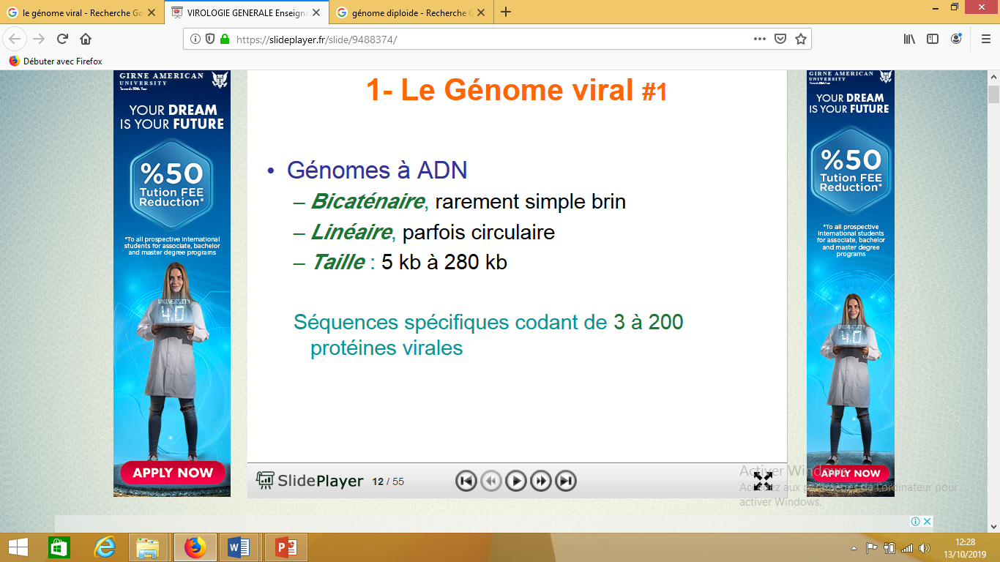 le génome viral - Recherche Go
VIROLOGIE GENERALE Enseigna
génome diploide - Recherche G
https://slideplayer.fr/slide/9488374/
Débuter avec Firefox
GIRNE AMERICAN
UNIVERSITY
YOUR DREAM
IS YOUR FUTURE
%50
Tution FEE
Reduction*
*To all prospective international
students for associate, bachelor
and master degree programs
UNIVERSITY
4.0
APPLY NOW
1- Le Génome viral #1
• Génomes à ADN
– Bicaténaire, rarement simple brin
– Linéaire, parfois circulaire
– Taille : 5 kb à 280 kb
Séquences spécifiques codant de 3 à 200
protéines virales
SlidePlayer 12 / 55
GIRNE AMERICAN
UNIVERSITY
YOUR DREAM
IS YOUR FUTURE
%50
Tution FEE
Reduction*
*To all prospective
international students
for associate, bachelor
and master degree
programs
UNIVERSITY
4.0
APPLY NOW
Activer Windows
Accédez aux paramètres de l'ordinateur pour
activer Windows.
12:28
13/10/2019